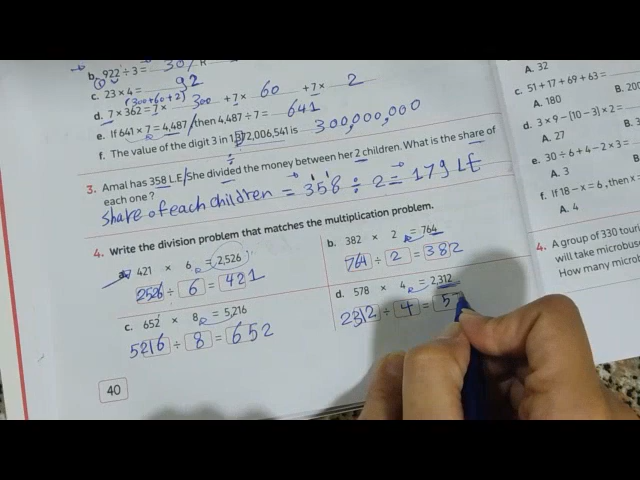 b. 922 ÷ 3 = 307 R
c. 23 × 4 = 92
(300+60+2)
d. 7 × 362 = 7 × 300 + 7 × 60 + 7 × 2
e. If 641 × 7 = 4,487, then 4,487 ÷ 7 = 641
f. The value of the digit 3 in 1,372,006,541 is 300,000,000
3. Amal has 358 L.E. She divided the money between her 2 children. What is the share of
each one ?
Share of each children = 358 ÷ 2 = 179 LE
4. Write the division problem that matches the multiplication problem.
a. 421 × 6 = 2,526
2526 ÷ 6 = 421
b. 382 × 2 = 764
764 ÷ 2 = 382
c. 652 × 8 = 5,216
5216 ÷ 8 = 652
d. 578 × 4 = 2,312
2312 ÷ 4 = 5
40
A. 32
c. 51 + 17 + 69 + 63 =
A. 180 B. 200
d. 3 × 9 – (10 – 3) × 2 =
A. 27 B. 3
e. 30 ÷ 6 + 4 – 2 × 3 =
A. 3
f. If 18 – x = 6, then x =
A. 4
4. A group of 330 touri
will take microbus
How many microb